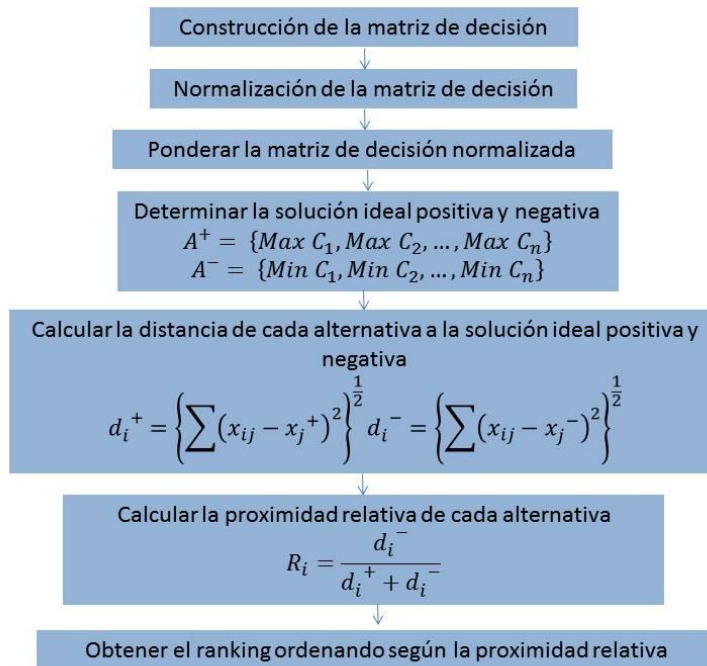 Construcción de la matriz de decisión
Normalización de la matriz de decisión
Ponderar la matriz de decisión normalizada
Determinar la solución ideal positiva y negativa
A⁺ = {Max C₁, Max C₂, ..., Max Cₙ}
A⁻ = {Min C₁, Min C₂, ..., Min Cₙ}
Calcular la distancia de cada alternativa a la solución ideal positiva y
negativa
dᵢ⁺ = {∑(xᵢⱼ − xⱼ⁺)²}^(1/2) dᵢ⁻ = {∑(xᵢⱼ − xⱼ⁻)²}^(1/2)
Calcular la proximidad relativa de cada alternativa
Rᵢ = dᵢ⁻ / (dᵢ⁺ + dᵢ⁻)
Obtener el ranking ordenando según la proximidad relativa